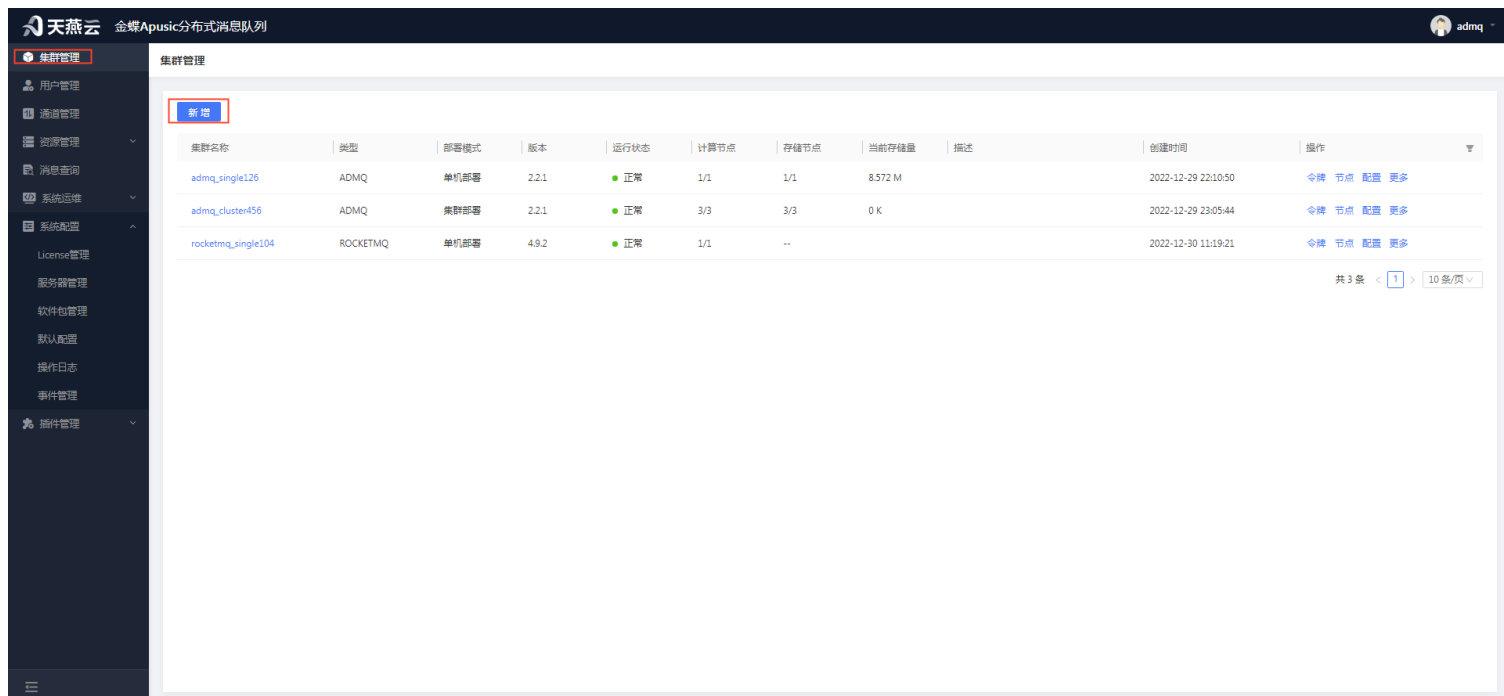 天燕云 金蝶Apusic分布式消息队列 admq
集群管理
用户管理
通道管理
资源管理
消息查询
系统运维
系统配置
License管理
服务器管理
软件包管理
默认配置
操作日志
事件管理
插件管理
集群管理
新 增
集群名称 类型 部署模式 版本 运行状态 计算节点 存储节点 当前存储量 描述 创建时间 操作
admq_single126 ADMQ 单机部署 2.2.1 正常 1/1 1/1 8.572 M 2022-12-29 22:10:50 令牌 节点 配置 更多
admq_cluster456 ADMQ 集群部署 2.2.1 正常 3/3 3/3 0 K 2022-12-29 23:05:44 令牌 节点 配置 更多
rocketmq_single104 ROCKETMQ 单机部署 4.9.2 正常 1/1 -- 2022-12-30 11:19:21 令牌 节点 配置 更多
共 3 条 < 1 > 10 条/页